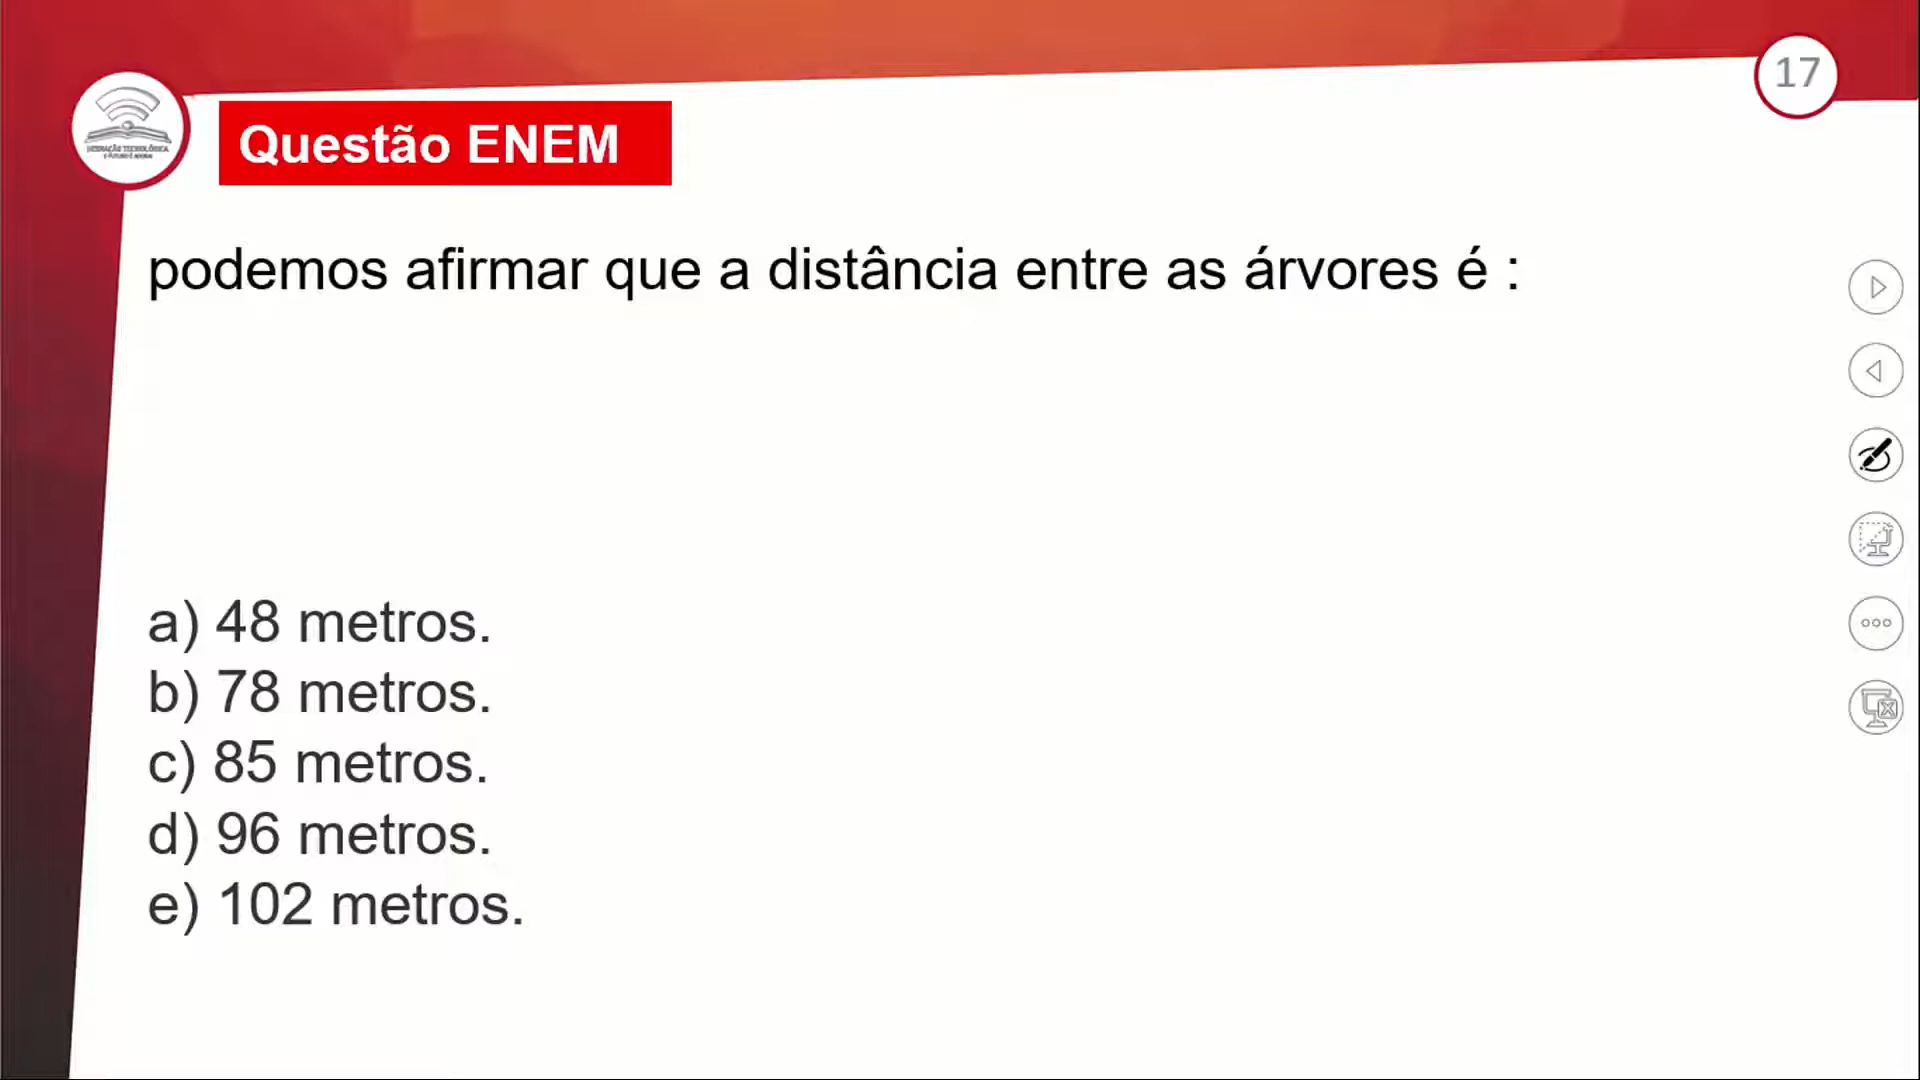 17
Questão ENEM
podemos afirmar que a distância entre as árvores é :
a) 48 metros.
b) 78 metros.
c) 85 metros.
d) 96 metros.
e) 102 metros.